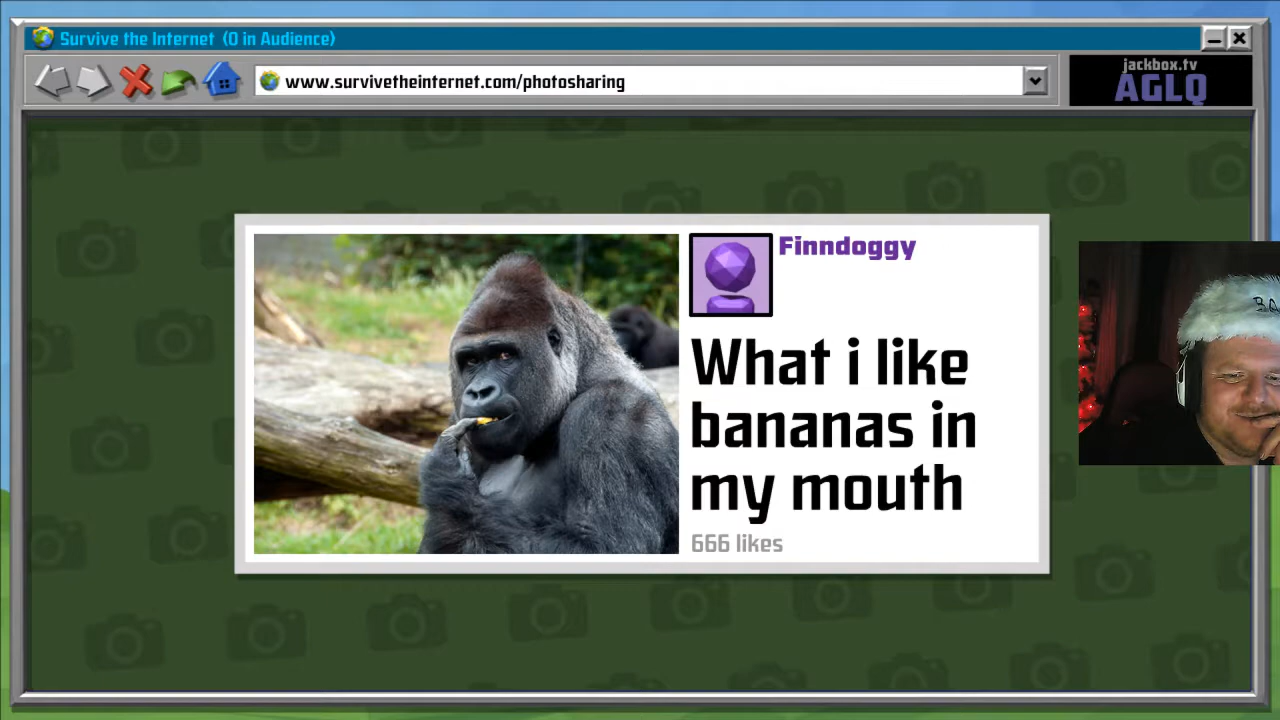 Survive the Internet (0 in Audience)
www.survivetheinternet.com/photosharing
jackbox.tv
AGLQ
Finndoggy
What i like
bananas in
my mouth
666 likes